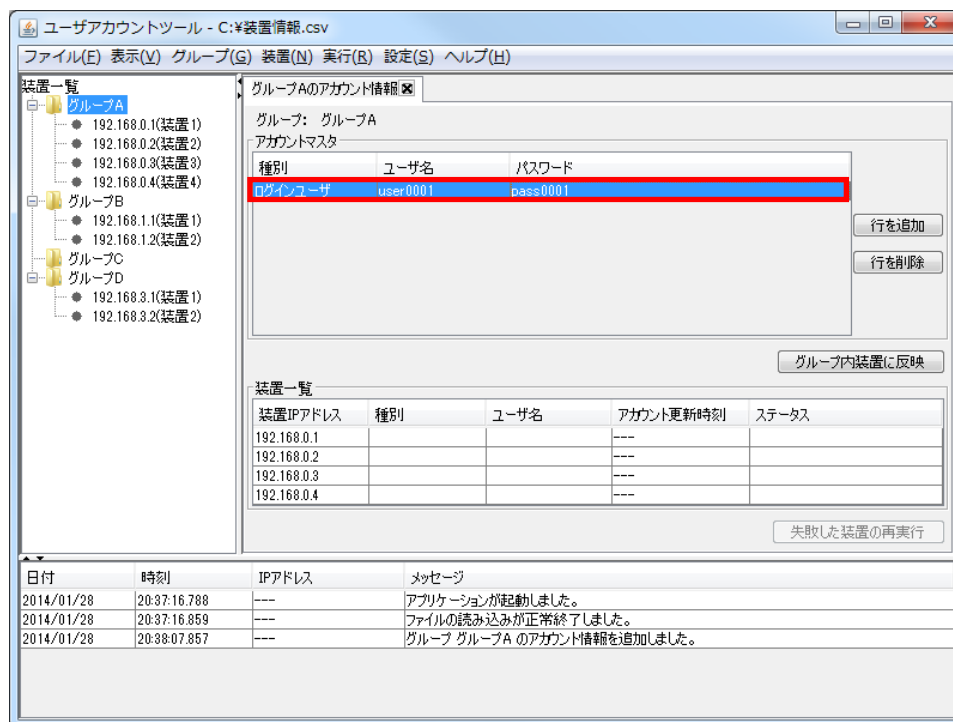 ユーザアカウントツール - C:¥装置情報.csv
ファイル(F) 表示(V) グループ(G) 装置(N) 実行(R) 設定(S) ヘルプ(H)
装置一覧
グループA
192.168.0.1(装置1)
192.168.0.2(装置2)
192.168.0.3(装置3)
192.168.0.4(装置4)
グループB
192.168.1.1(装置1)
192.168.1.2(装置2)
グループC
グループD
192.168.3.1(装置1)
192.168.3.2(装置2)
グループAのアカウント情報
グループ: グループA
アカウントマスタ
種別 ユーザ名 パスワード
ログインユーザ user0001 pass0001
行を追加
行を削除
グループ内装置に反映
装置一覧
装置IPアドレス 種別 ユーザ名 アカウント更新時刻 ステータス
192.168.0.1 ---
192.168.0.2 ---
192.168.0.3 ---
192.168.0.4 ---
失敗した装置の再実行
日付 時刻 IPアドレス メッセージ
2014/01/28 20:37:16.788 --- アプリケーションが起動しました。
2014/01/28 20:37:16.859 --- ファイルの読み込みが正常終了しました。
2014/01/28 20:38:07.857 --- グループ グループA のアカウント情報を追加しました。